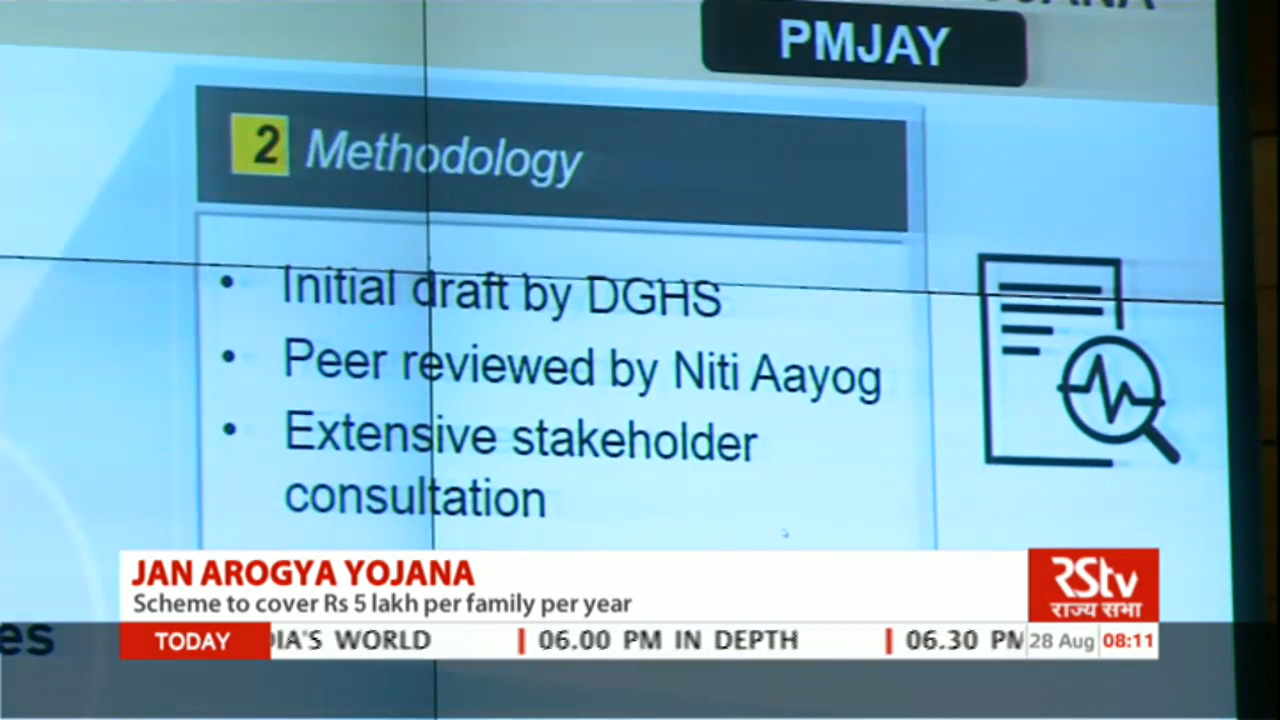 PMJAY
2 Methodology
• Initial draft by DGHS
• Peer reviewed by Niti Aayog
• Extensive stakeholder
consultation
JAN AROGYA YOJANA
Scheme to cover Rs 5 lakh per family per year
RStv
राज्य सभा
es
TODAY
WORLD | 06.00 PM IN DEPTH | 06.30 28 Aug 08:11